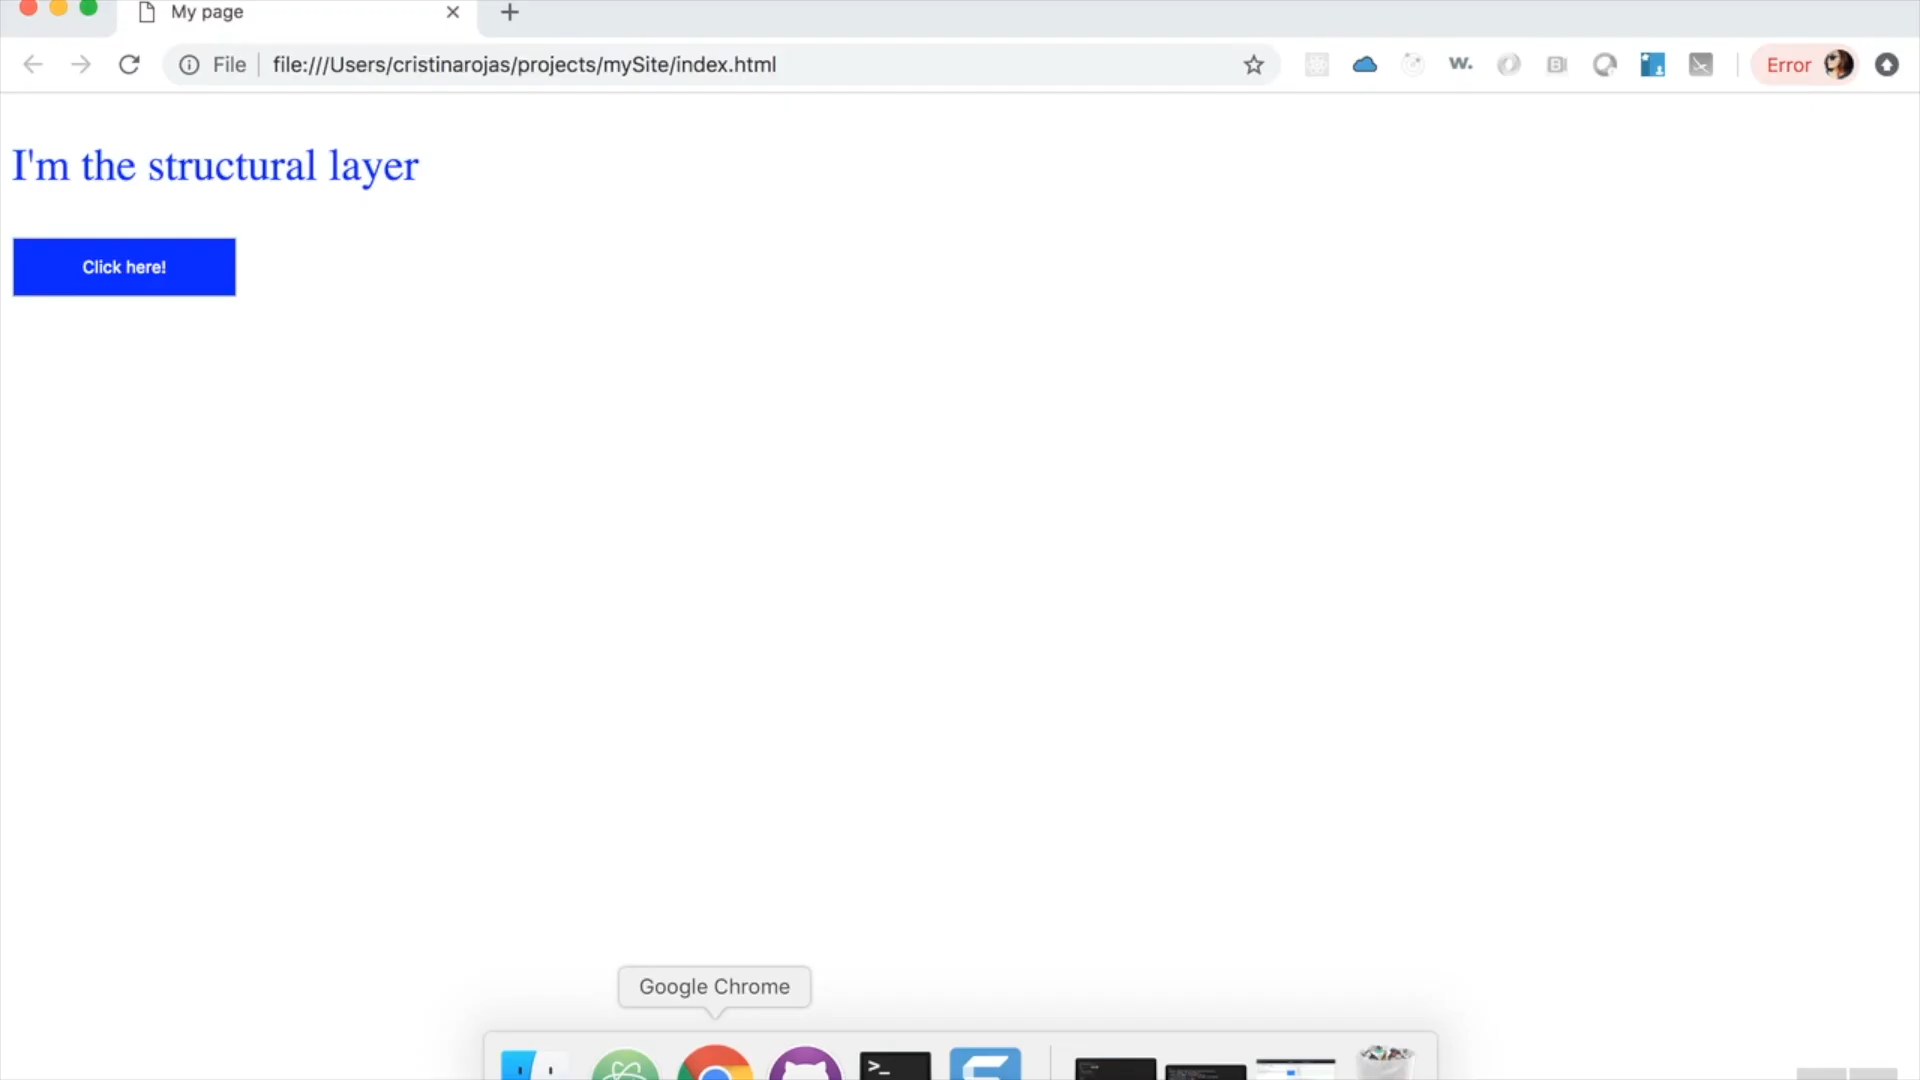 My page
File
file:///Users/cristinarojas/projects/mySite/index.html
W.
Error
I'm the structural layer
Click here!
Google Chrome
>_